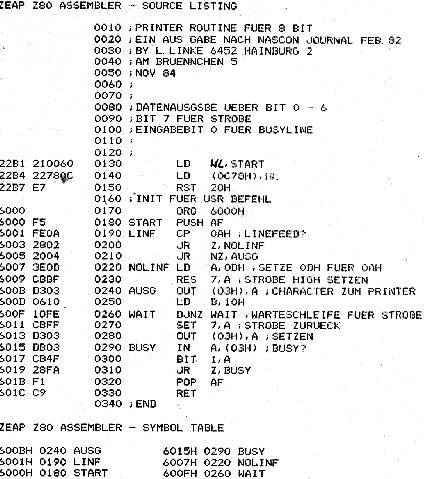 ZEAP Z80 ASSEMBLER - SOURCE LISTING
0010 ;PRINTER ROUTINE FUER 8 BIT
0020 ;EIN AUS GABE NACH NASCON JOURNAL FEB.82
0030 ;BY L.LINKE 6452 HAINBURG 2
0040 ;AM BRUENNCHEN 5
0050 ;NOV 84
0060 ;
0070 ;
0080 ;DATENAUSGSBE UEBER BIT 0 - 6
0090 ;BIT 7 FUER STROBE
0100 ;EINGABEBIT 0 FUER BUSYLINE
0110 ;
0120 ;
22B1 210060 0130 LD HL,START
22B4 22780C 0140 LD (0C78H),HL
22B7 E7 0150 RST 20H
0160 ;INIT FUER USR BEFEHL
6000 0170 ORG 6000H
6000 F5 0180 START PUSH AF
6001 FE0A 0190 LINF CP 0AH ;LINEFEED?
6003 2802 0200 JR Z,NOLINF
6005 2004 0210 JR NZ,AUSG
6007 3E0D 0220 NOLINF LD A,0DH ;SETZE 0DH FUER 0AH
6009 CBBF 0230 RES 7,A ;STROBE HIGH SETZEN
600B D303 0240 AUSG OUT (03H),A ;CHARACTER ZUM PRINTER
600D 0610 0250 LD B,10H
600F 10FE 0260 WAIT DJNZ WAIT ;WARTESCHLEIFE FUER STROBE
6011 CBFF 0270 SET 7,A ;STROBE ZURUECK
6013 D303 0280 OUT (03H),A ;SETZEN
6015 DB03 0290 BUSY IN A,(03H) ;BUSY?
6017 CB4F 0300 BIT 1,A
6019 28FA 0310 JR Z,BUSY
601B F1 0320 POP AF
601C C9 0330 RET
0340 ;END
ZEAP Z80 ASSEMBLER - SYMBOL TABLE
600BH 0240 AUSG 6015H 0290 BUSY
6001H 0190 LINF 6007H 0220 NOLINF
6000H 0180 START 600FH 0260 WAIT